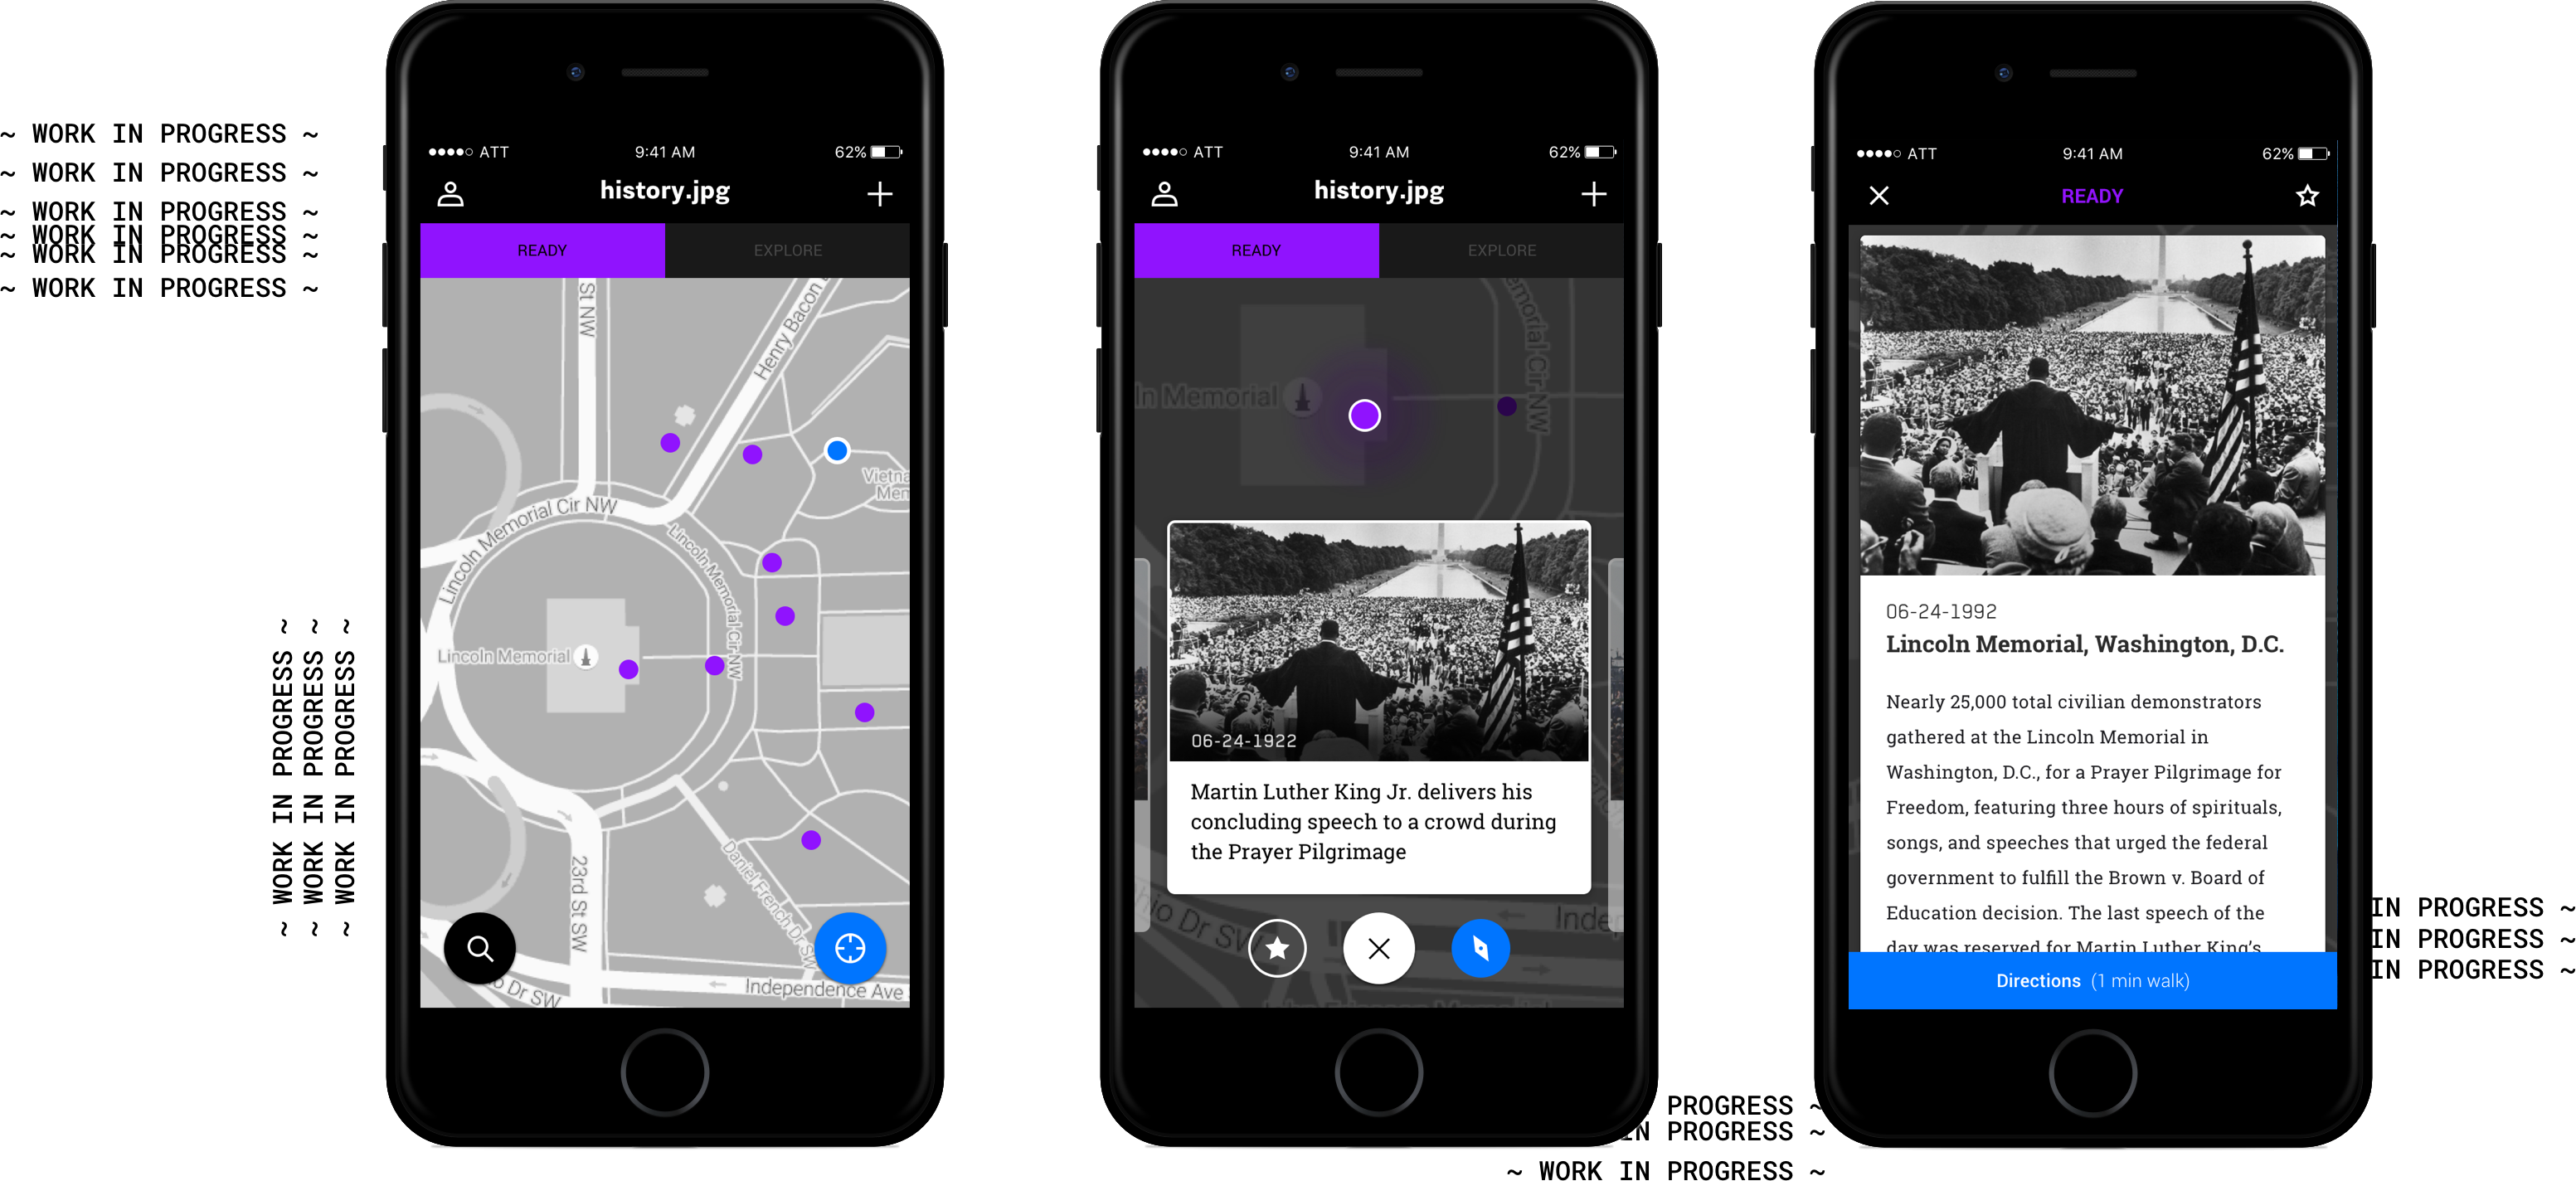 ~ WORK IN PROGRESS ~
~ WORK IN PROGRESS ~
~ WORK IN PROGRESS ~
~ WORK IN PROGRESS ~
~ WORK IN PROGRESS ~
~ WORK IN PROGRESS ~
~ WORK IN PROGRESS ~
~ WORK IN PROGRESS ~
~ WORK IN PROGRESS ~
ATT 9:41 AM 62%
history.jpg
READY EXPLORE
St NW
Henry Bacon
Vietna
Mem
Lincoln Memorial Cir NW
Lincoln Memorial Cir NW
Lincoln Memorial
Daniel French Dr SW
23rd St SW
o Dr SW
Independence Ave
ATT 9:41 AM 62%
history.jpg
READY EXPLORE
emorial Cir NW
ln Memorial
06-24-1922
Martin Luther King Jr. delivers his
concluding speech to a crowd during
the Prayer Pilgrimage
hio Dr SW
Indep
ATT 9:41 AM 62%
READY
06-24-1992
Lincoln Memorial, Washington, D.C.
Nearly 25,000 total civilian demonstrators
gathered at the Lincoln Memorial in
Washington, D.C., for a Prayer Pilgrimage for
Freedom, featuring three hours of spirituals,
songs, and speeches that urged the federal
government to fulfill the Brown v. Board of
Education decision. The last speech of the
day was reserved for Martin Luther King’s
Directions (1 min walk)
IN PROGRESS ~
IN PROGRESS ~
IN PROGRESS ~
PROGRESS ~
IN PROGRESS ~
~ WORK IN PROGRESS ~